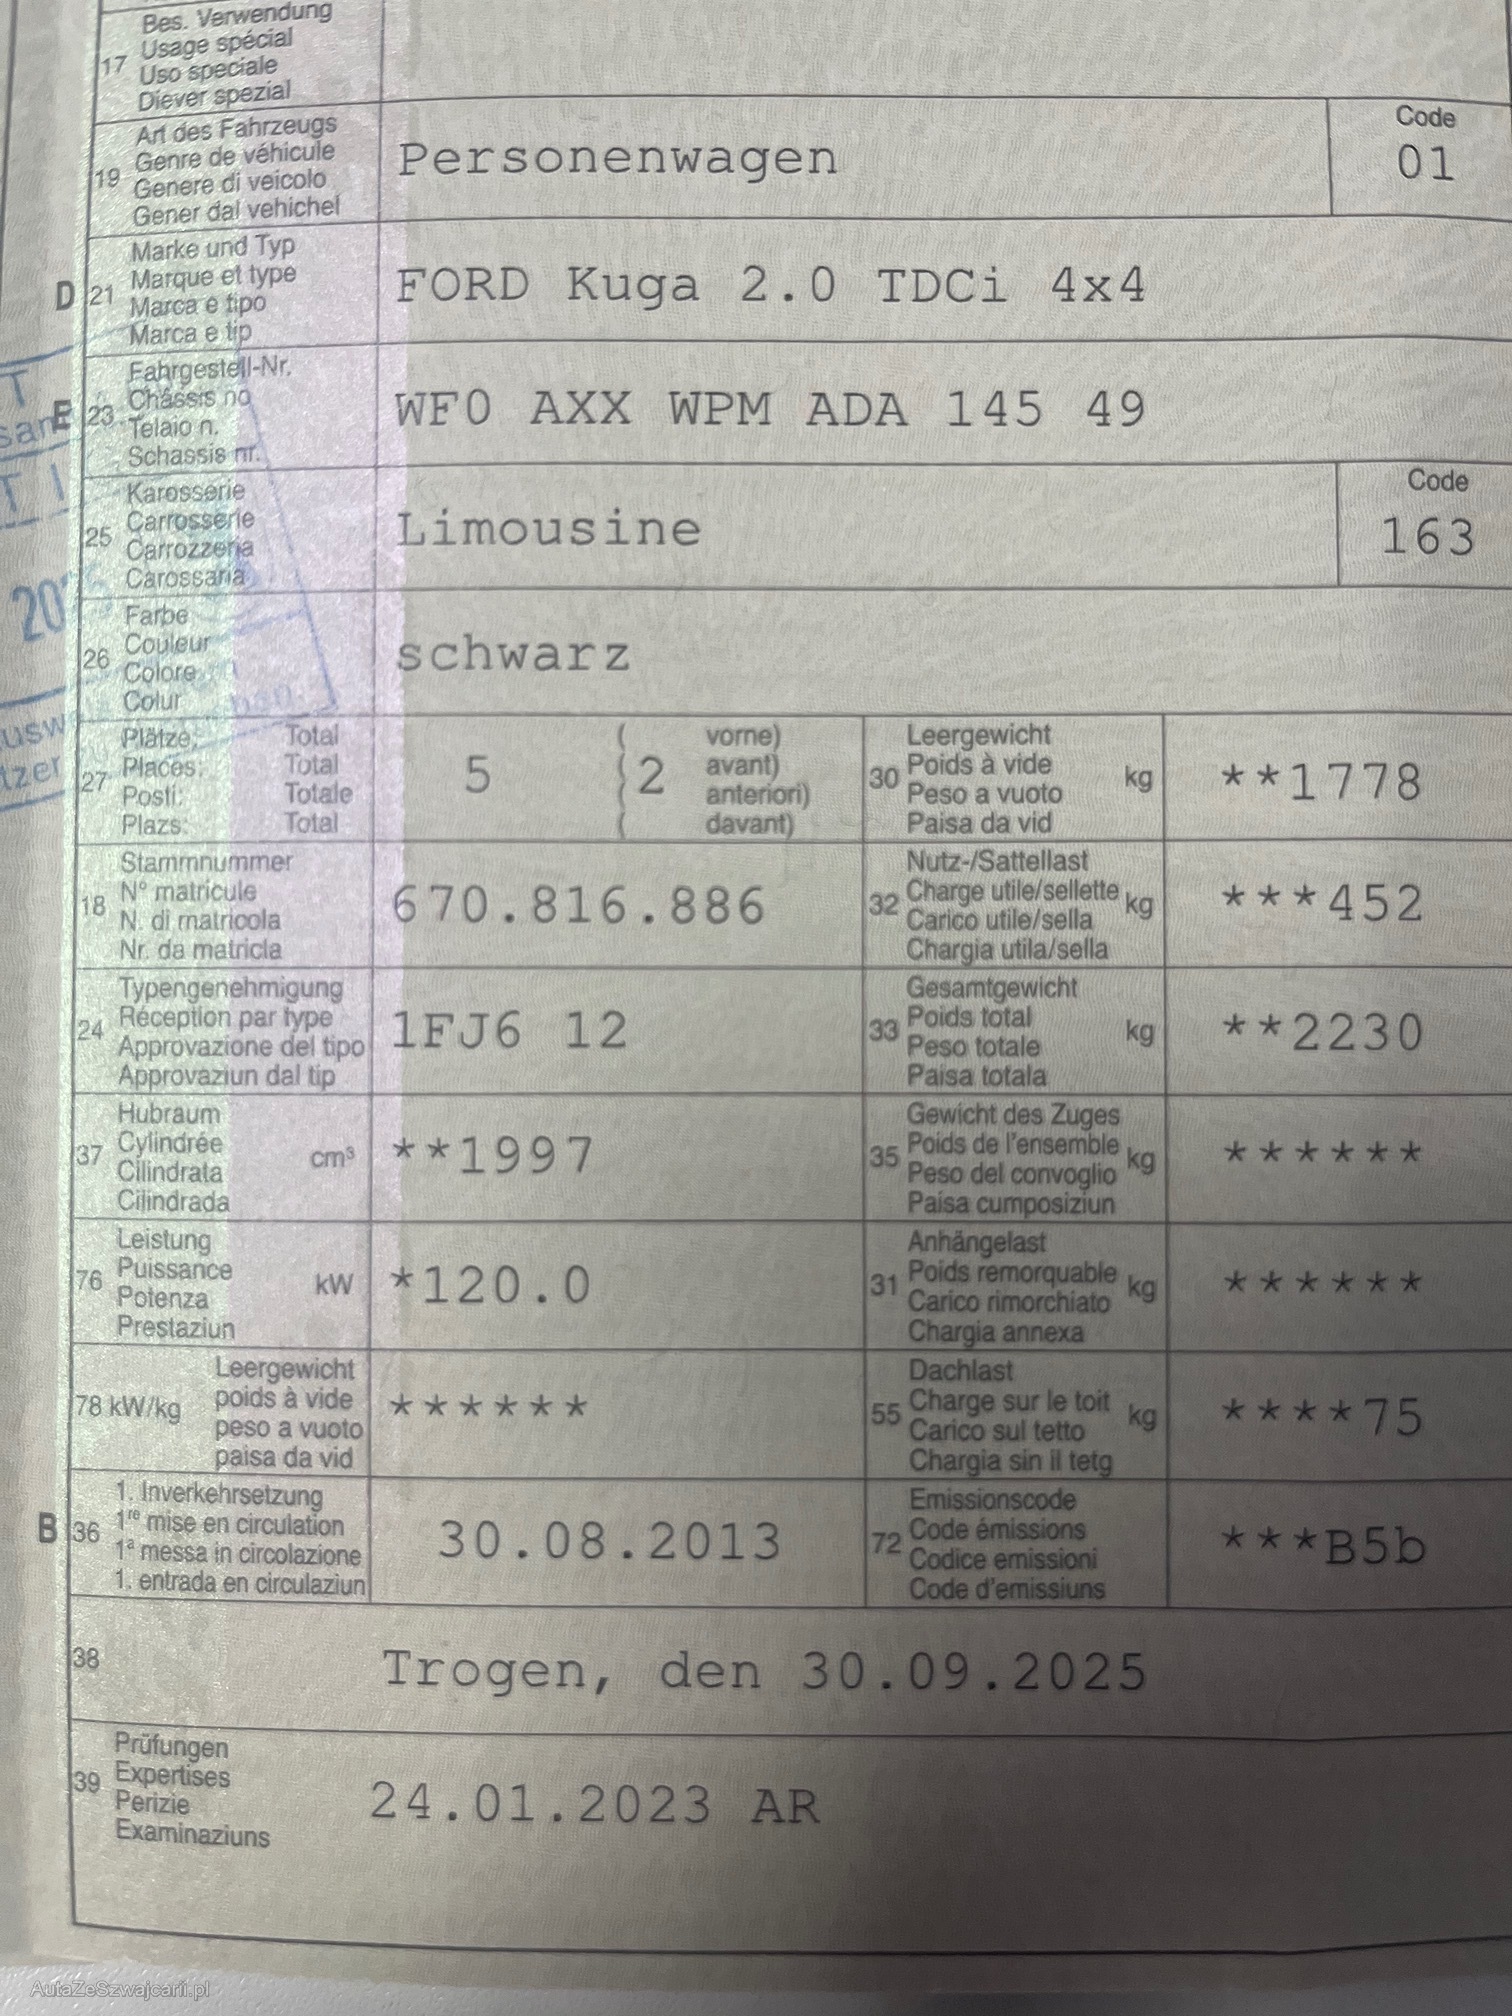 17
Bes. Verwendung
Usage spécial
Uso speciale
Diever spezial
19
Art des Fahrzeugs
Genre de véhicule
Genere di veicolo
Gener dal vehichel
Personenwagen
Code
01
D 21
Marke und Typ
Marque et type
Marca e tipo
Marca e tip
FORD Kuga 2.0 TDCi 4x4
E 23
Fahrgestell-Nr.
Châssis no
Telaio n.
Schassis nr.
WF0 AXX WPM ADA 145 49
25
Karosserie
Carrosserie
Carrozzeria
Carossaria
Limousine
Code
163
26
Farbe
Couleur
Colore
Colur
schwarz
27
Plätze: Total
Places: Total
Posti: Totale
Plazs: Total
5
( vorne)
( avant)
( anteriori)
( davant)
2
30
Leergewicht
Poids à vide
Peso a vuoto
Paisa da vid
kg
**1778
18
Stammnummer
N° matricule
N. di matricola
Nr. da matricla
670.816.886
32
Nutz-/Sattellast
Charge utile/sellette
Carico utile/sella
Chargia utila/sella
kg
***452
24
Typengenehmigung
Réception par type
Approvazione del tipo
Approvaziun dal tip
1FJ6 12
33
Gesamtgewicht
Poids total
Peso totale
Paisa totala
kg
**2230
37
Hubraum
Cylindrée
Cilindrata
Cilindrada
cm³
**1997
35
Gewicht des Zuges
Poids de l'ensemble
Peso del convoglio
Paisa cumposiziun
kg
******
76
Leistung
Puissance
Potenza
Prestaziun
kW
*120.0
31
Anhängelast
Poids remorquable
Carico rimorchiato
Chargia annexa
kg
******
78 kW/kg
Leergewicht
poids à vide
peso a vuoto
paisa da vid
******
55
Dachlast
Charge sur le toit
Carico sul tetto
Chargia sin il tetg
kg
****75
B 36
1. Inverkehrsetzung
1re mise en circulation
1a messa in circolazione
1. entrada en circulaziun
30.08.2013
72
Emissionscode
Code émissions
Codice emissioni
Code d'emissiuns
***B5b
38
Trogen, den 30.09.2025
39
Prüfungen
Expertises
Perizie
Examinaziuns
24.01.2023 AR
AutaZeSzwajcarii.pl